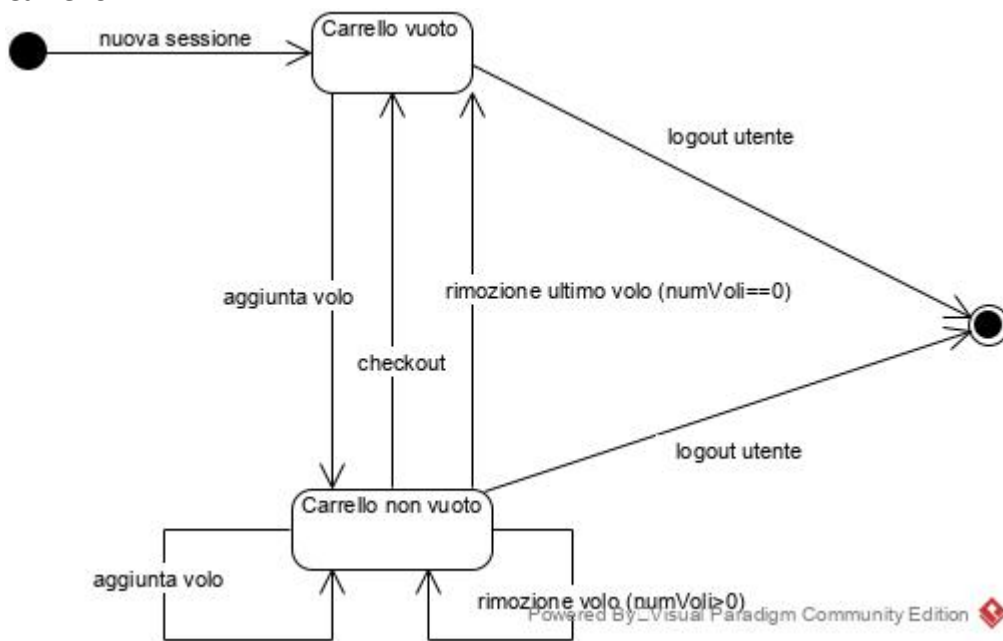 nuova sessione
Carrello vuoto
logout utente
aggiunta volo
rimozione ultimo volo (numVoli==0)
checkout
logout utente
Carrello non vuoto
aggiunta volo
rimozione volo (numVoli>0)
Powered By Visual Paradigm Community Edition